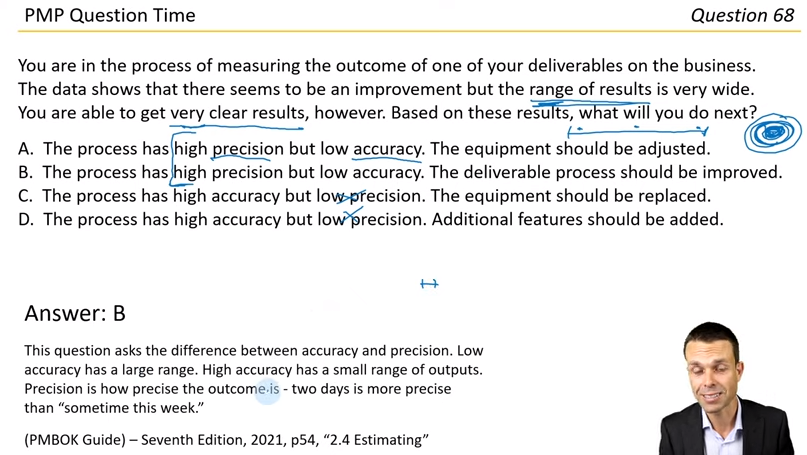 PMP Question Time
Question 68
You are in the process of measuring the outcome of one of your deliverables on the business.
The data shows that there seems to be an improvement but the range of results is very wide.
You are able to get very clear results, however. Based on these results, what will you do next?
A. The process has high precision but low accuracy. The equipment should be adjusted.
B. The process has high precision but low accuracy. The deliverable process should be improved.
C. The process has high accuracy but low precision. The equipment should be replaced.
D. The process has high accuracy but low precision. Additional features should be added.
Answer: B
This question asks the difference between accuracy and precision. Low
accuracy has a large range. High accuracy has a small range of outputs.
Precision is how precise the outcome is - two days is more precise
than “sometime this week.”
(PMBOK Guide) – Seventh Edition, 2021, p54, “2.4 Estimating”